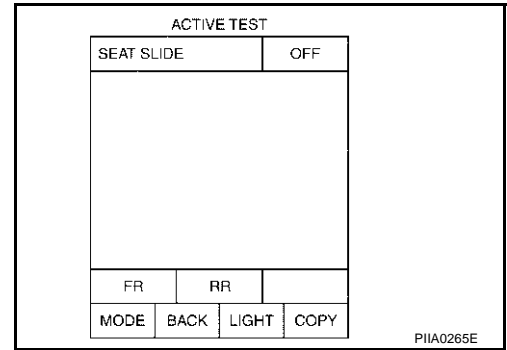 ACTIVE TEST
SEAT SLIDE OFF
FR RR
MODE BACK LIGHT COPY
PIIA0265E